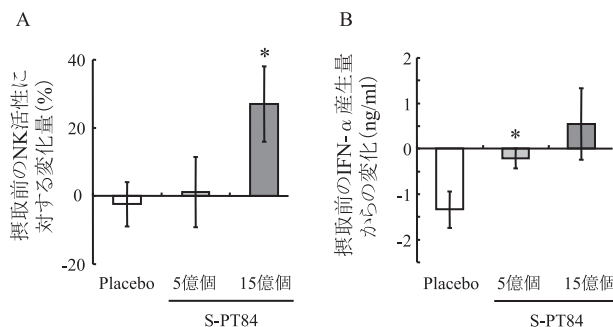 A
摂取前のNK活性に
対する変化量(%)
40
20
0
-20
*
Placebo
5億個
15億個
S-PT84
B
摂取前のIFN-α産生量
からの変化(ng/ml)
2
1
0
-1
-2
*
Placebo
5億個
15億個
S-PT84